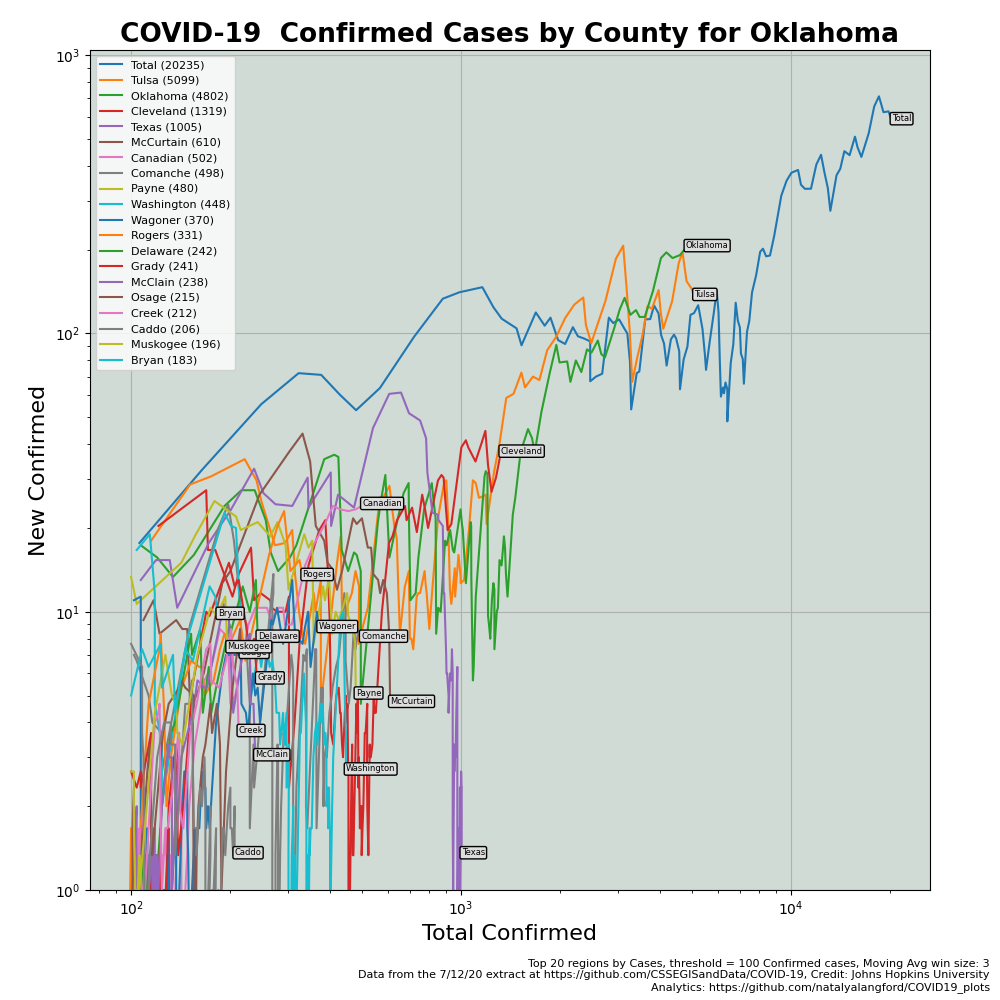 COVID-19  Confirmed Cases by County for Oklahoma
10³
10²
10¹
10⁰
New Confirmed
Total (20235)
Tulsa (5099)
Oklahoma (4802)
Cleveland (1319)
Texas (1005)
McCurtain (610)
Canadian (502)
Comanche (498)
Payne (480)
Washington (448)
Wagoner (370)
Rogers (331)
Delaware (242)
Grady (241)
McClain (238)
Osage (215)
Creek (212)
Caddo (206)
Muskogee (196)
Bryan (183)
Total
Oklahoma
Tulsa
Cleveland
Canadian
Rogers
Bryan
Wagoner
Delaware
Comanche
Muskogee
Grady
Payne
McCurtain
Creek
McClain
Washington
Caddo
Texas
10² 10³ 10⁴
Total Confirmed
Top 20 regions by Cases, threshold = 100 Confirmed cases, Moving Avg win size: 3
Data from the 7/12/20 extract at https://github.com/CSSEGISandData/COVID-19, Credit: Johns Hopkins University
Analytics: https://github.com/natalyalangford/COVID19_plots